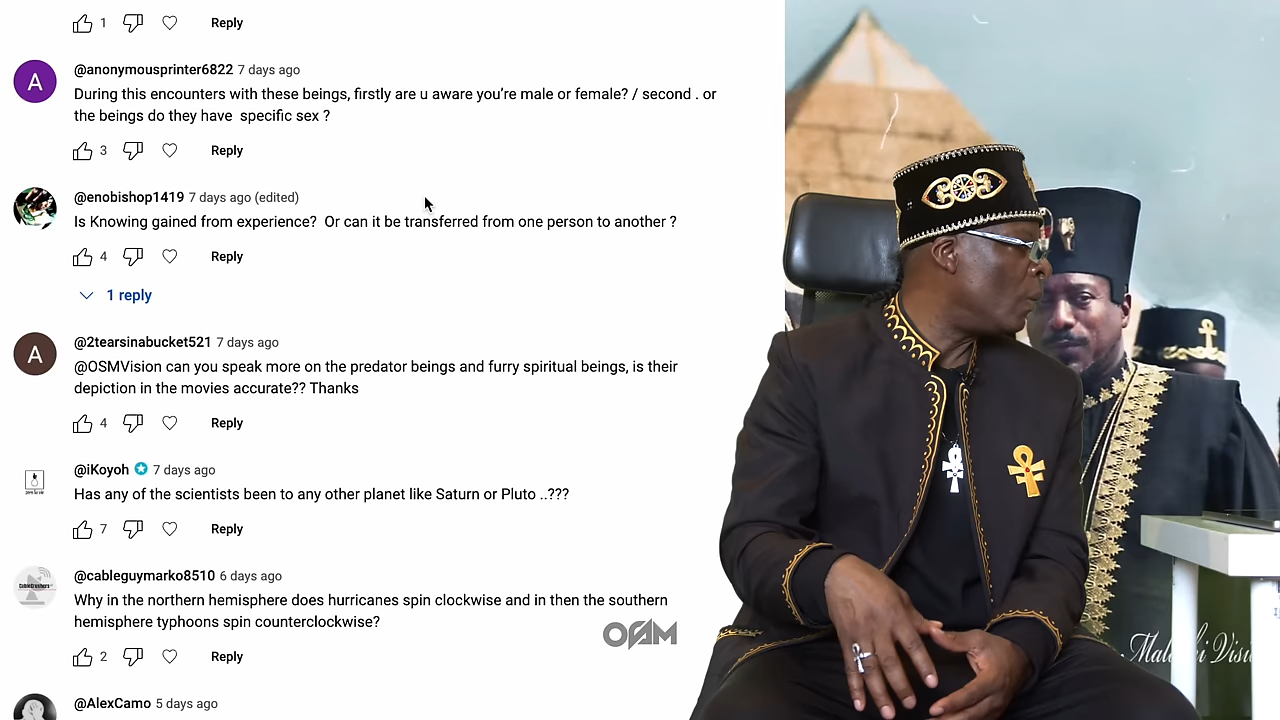 1
Reply
A
@anonymousprinter6822 7 days ago
During this encounters with these beings, firstly are u aware you're male or female? / second . or
the beings do they have specific sex ?
3
Reply
@enobishop1419 7 days ago (edited)
Is Knowing gained from experience? Or can it be transferred from one person to another ?
4
Reply
1 reply
A
@2tearsinabucket521 7 days ago
@OSMVision can you speak more on the predator beings and furry spiritual beings, is their
depiction in the movies accurate?? Thanks
4
Reply
@iKoyoh 7 days ago
Has any of the scientists been to any other planet like Saturn or Pluto ..???
7
Reply
@cableguymarko8510 6 days ago
Why in the northern hemisphere does hurricanes spin clockwise and in then the southern
hemisphere typhoons spin counterclockwise?
2
Reply
@AlexCamo 5 days ago